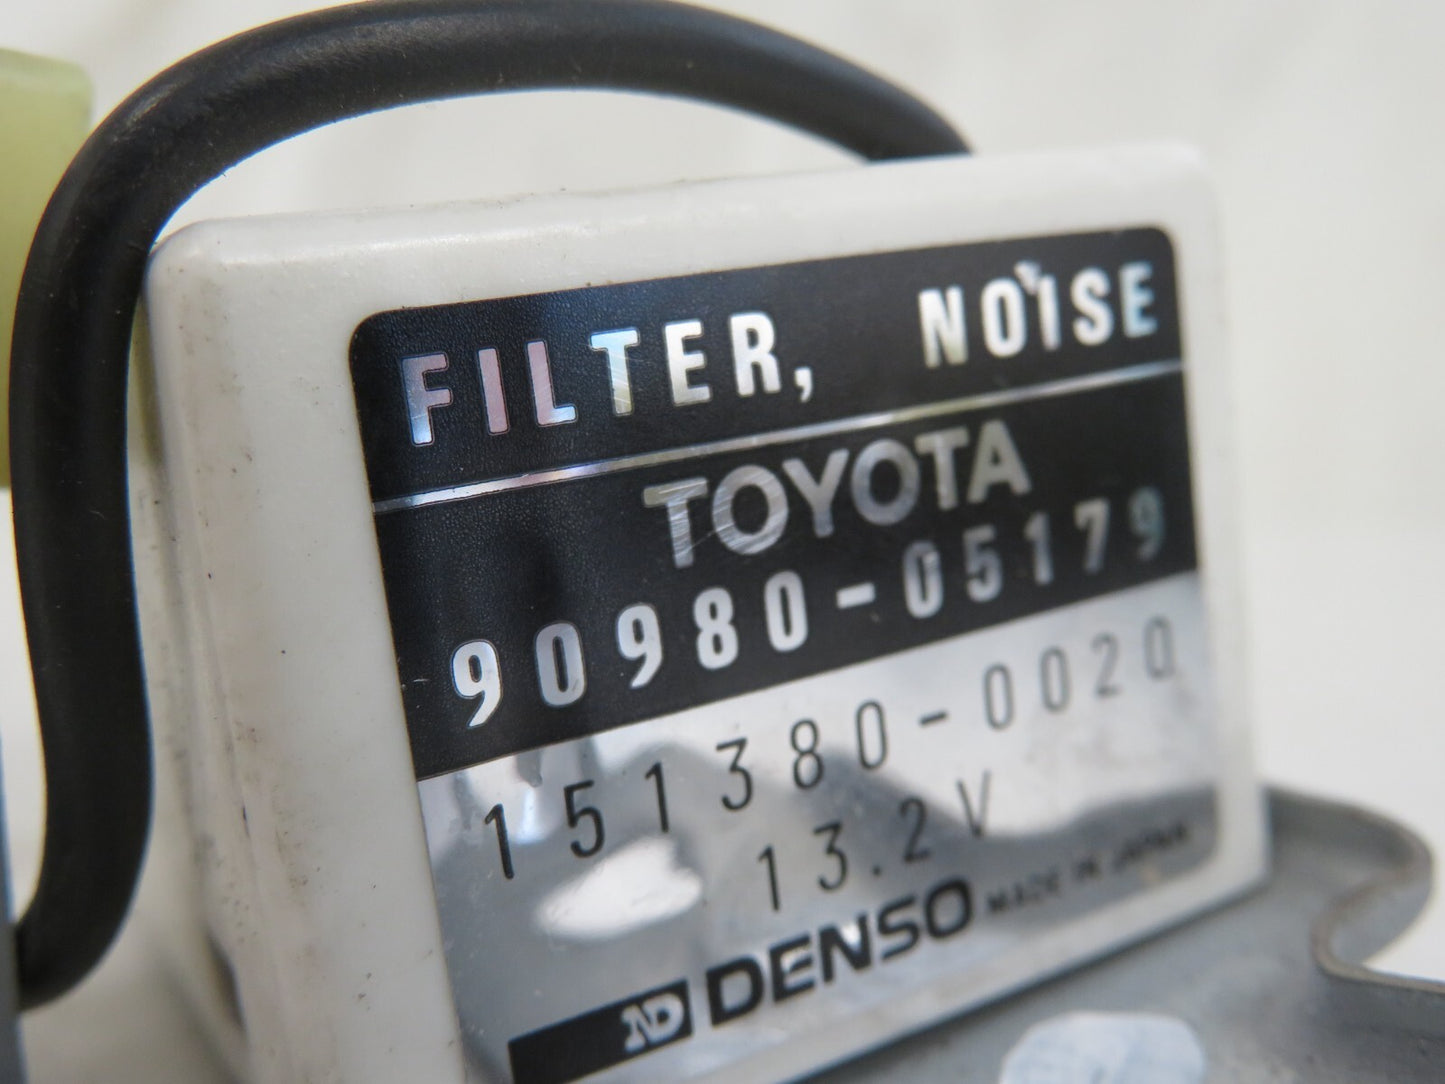 FILTER, NOISE
TOYOTA
90980-05179
151380-0020
13.2V
ND DENSO MADE IN JAPAN